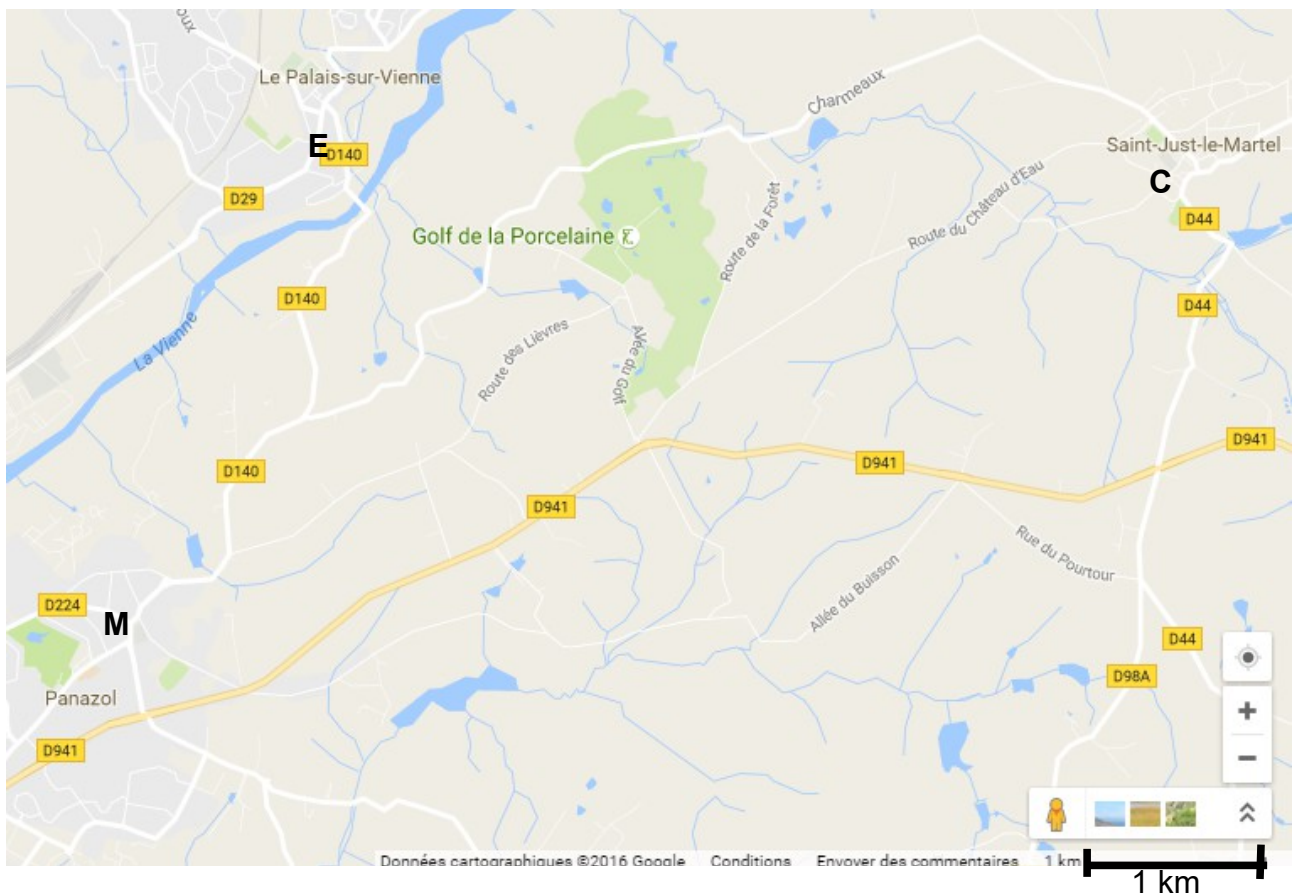 oux
Le Palais-sur-Vienne
E
D140
D29
Charmeaux
Saint-Just-le-Martel
C
D44
Golf de la Porcelaine
Route de la Forêt
Route du Château d'Eau
D140
La Vienne
Route des Lièvres
Allée du Golf
D44
D140
D941
D941
D941
Rue du Pourtour
Allée du Buisson
D224
M
D44
Panazol
D98A
D941
Données cartographiques ©2016 Google Conditions Envoyer des commentaires 1 km
1 km